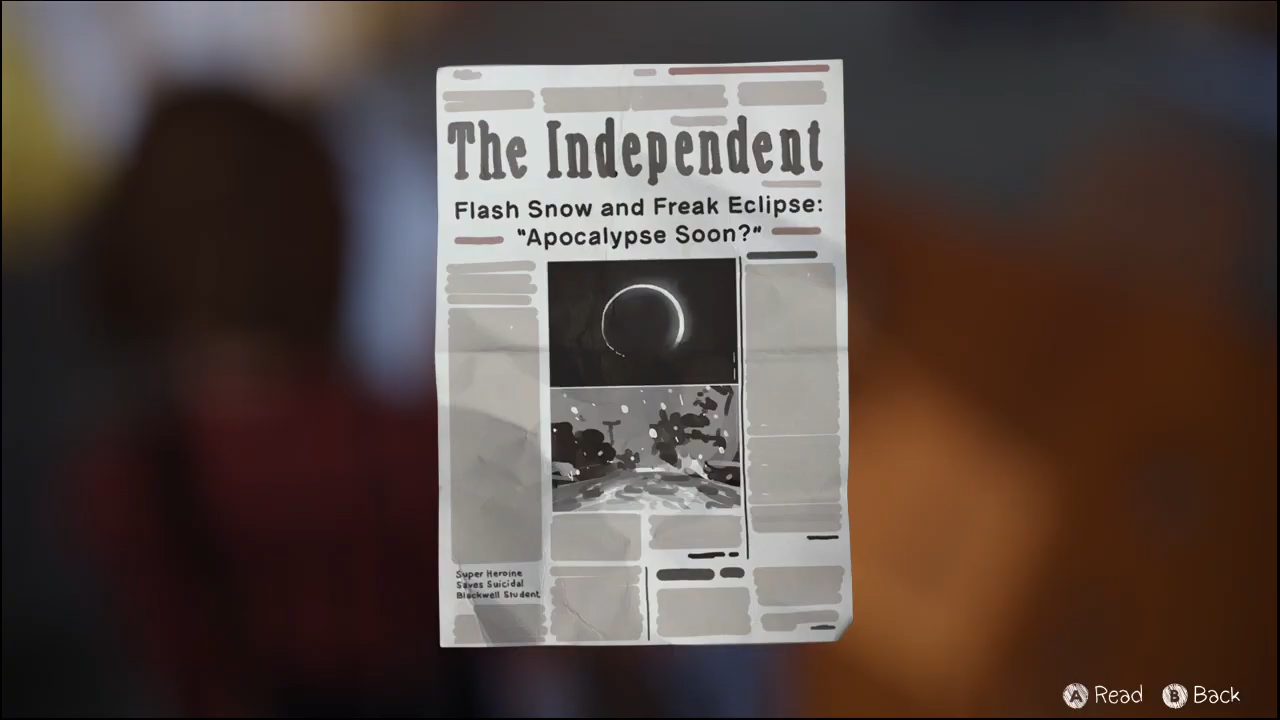 The Independent
Flash Snow and Freak Eclipse:
"Apocalypse Soon?"
Super Heroine
Saves Suicidal
Blackwell Student
A Read B Back